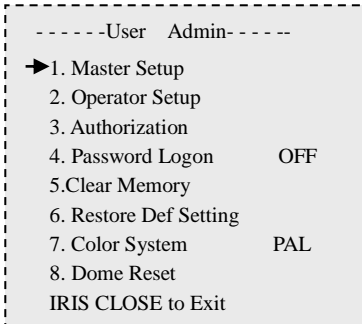 - - - - - -User Admin- - - - --
1. Master Setup
2. Operator Setup
3. Authorization
4. Password Logon OFF
5.Clear Memory
6. Restore Def Setting
7. Color System PAL
8. Dome Reset
IRIS CLOSE to Exit